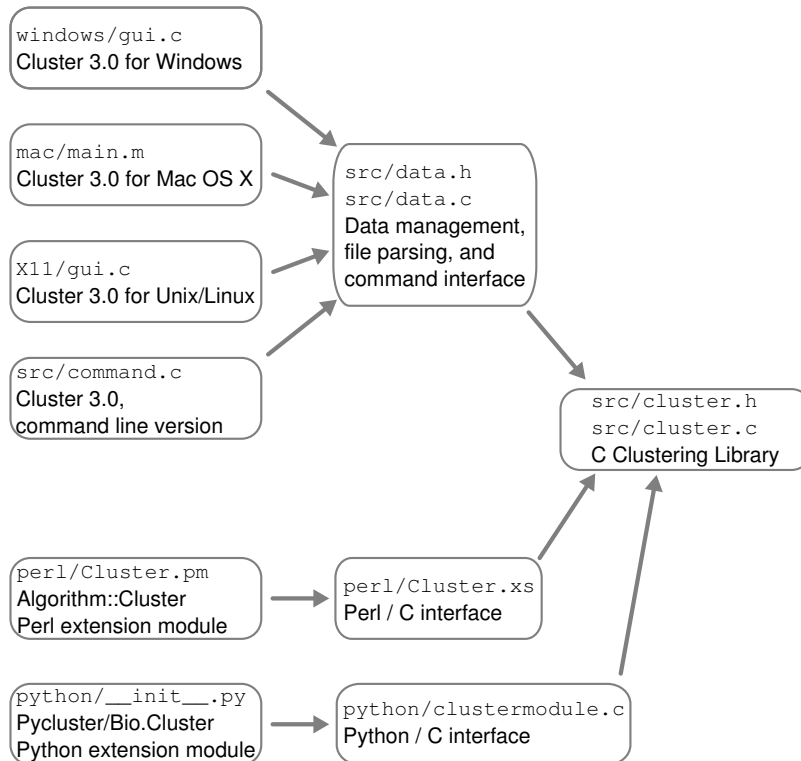 windows/gui.c
Cluster 3.0 for Windows
mac/main.m
Cluster 3.0 for Mac OS X
X11/gui.c
Cluster 3.0 for Unix/Linux
src/command.c
Cluster 3.0,
command line version
src/data.h
src/data.c
Data management,
file parsing, and
command interface
src/cluster.h
src/cluster.c
C Clustering Library
perl/Cluster.pm
Algorithm::Cluster
Perl extension module
perl/Cluster.xs
Perl / C interface
python/__init__.py
Pycluster/Bio.Cluster
Python extension module
python/clustermodule.c
Python / C interface